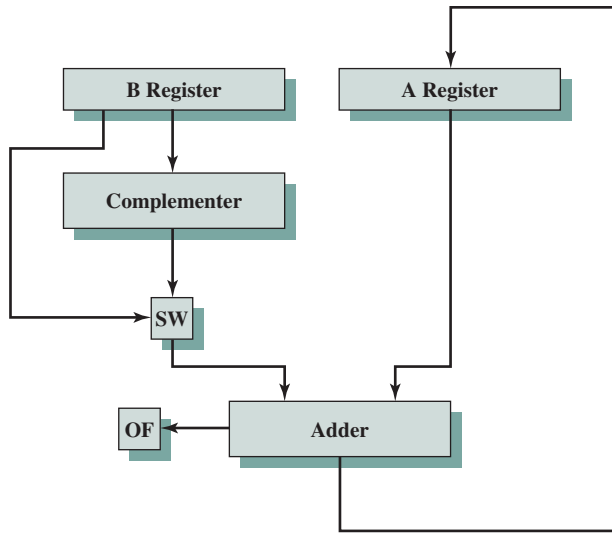 B Register
A Register
Complementer
SW
OF
Adder